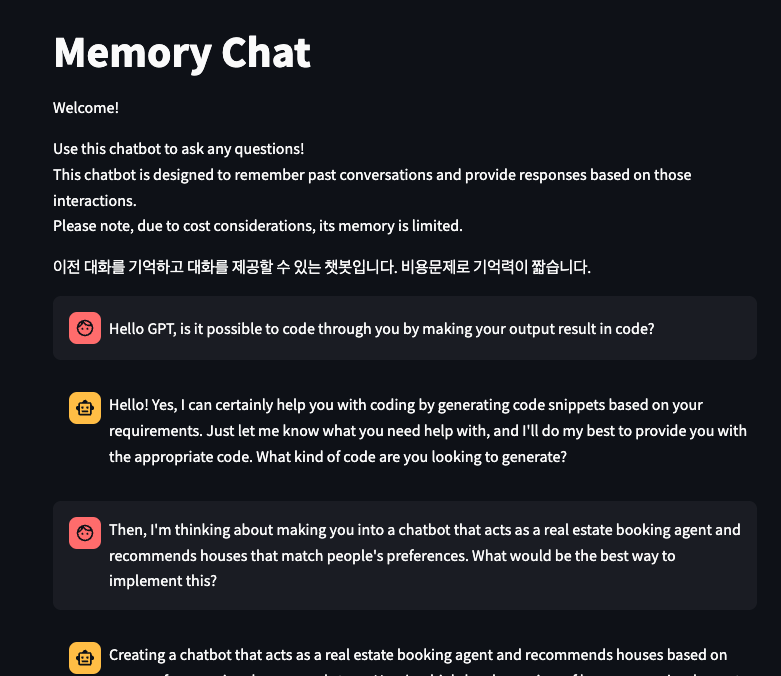 Memory Chat
Welcome!
Use this chatbot to ask any questions!
This chatbot is designed to remember past conversations and provide responses based on those
interactions.
Please note, due to cost considerations, its memory is limited.
이전 대화를 기억하고 대화를 제공할 수 있는 챗봇입니다. 비용문제로 기억력이 짧습니다.
Hello GPT, is it possible to code through you by making your output result in code?
Hello! Yes, I can certainly help you with coding by generating code snippets based on your
requirements. Just let me know what you need help with, and I'll do my best to provide you with
the appropriate code. What kind of code are you looking to generate?
Then, I'm thinking about making you into a chatbot that acts as a real estate booking agent and
recommends houses that match people's preferences. What would be the best way to
implement this?
Creating a chatbot that acts as a real estate booking agent and recommends houses based on